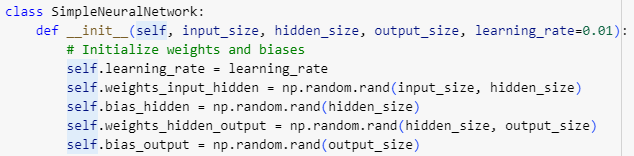 class SimpleNeuralNetwork:
    def __init__(self, input_size, hidden_size, output_size, learning_rate=0.01):
        # Initialize weights and biases
        self.learning_rate = learning_rate
        self.weights_input_hidden = np.random.rand(input_size, hidden_size)
        self.bias_hidden = np.random.rand(hidden_size)
        self.weights_hidden_output = np.random.rand(hidden_size, output_size)
        self.bias_output = np.random.rand(output_size)